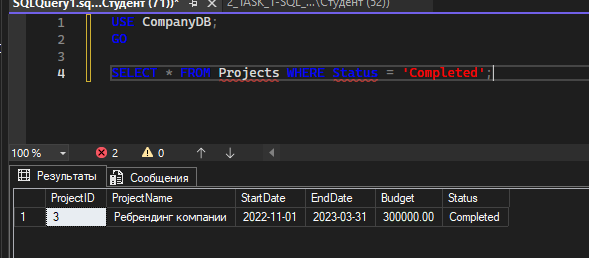 SQLQuery1.sq...Студент (71))*
2_TASK_T-SQL_...\Студент (52))
1 USE CompanyDB;
2 GO
3
4 SELECT * FROM Projects WHERE Status = 'Completed';
100 % 2 0
Результаты Сообщения
ProjectID ProjectName StartDate EndDate Budget Status
1 3 Ребрендинг компании 2022-11-01 2023-03-31 300000.00 Completed